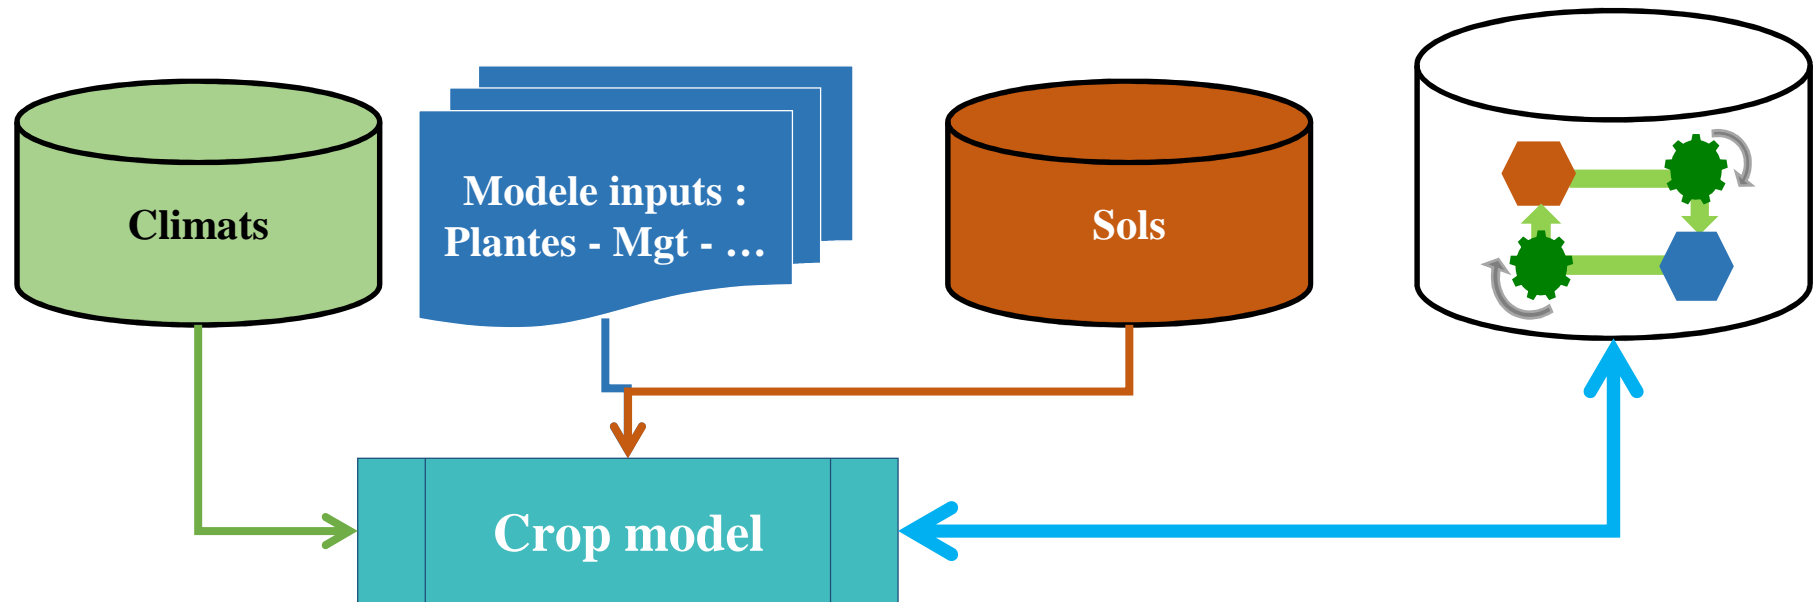 Climats
Modele inputs :
Plantes - Mgt - …
Sols
Crop model